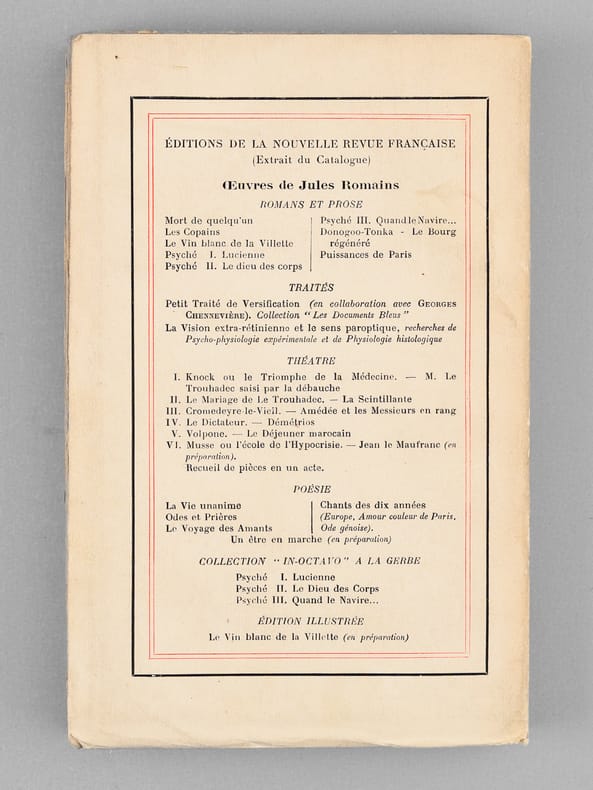 ÉDITIONS DE LA NOUVELLE REVUE FRANÇAISE
(Extrait du Catalogue)
Œuvres de Jules Romains
ROMANS ET PROSE
Mort de quelqu'un
Les Copains
Le Vin blanc de la Villette
Psyché I. Lucienne
Psyché II. Le dieu des corps
Psyché III. Quand le Navire...
Donogoo-Tonka - Le Bourg
régénéré
Puissances de Paris
TRAITÉS
Petit Traité de Versification (en collaboration avec GEORGES
CHENNEVIÈRE). Collection "Les Documents Bleus"
La Vision extra-rétinienne et le sens paroptique, recherches de
Psycho-physiologie expérimentale et de Physiologie histologique
THÉATRE
I. Knock ou le Triomphe de la Médecine. — M. Le
Trouhadec saisi par la débauche
II. Le Mariage de Le Trouhadec. — La Scintillante
III. Cromedeyre-le-Vieil. — Amédée et les Messieurs en rang
IV. Le Dictateur. — Démétrios
V. Volpone. — Le Déjeuner marocain
VI. Musse ou l'école de l'Hypocrisie. — Jean le Maufranc (en
préparation).
Recueil de pièces en un acte.
POÉSIE
La Vie unanime
Odes et Prières
Le Voyage des Amants
Chants des dix années
(Europe, Amour couleur de Paris,
Ode génoise).
Un être en marche (en préparation)
COLLECTION "IN-OCTAVO" A LA GERBE
Psyché I. Lucienne
Psyché II. Le Dieu des Corps
Psyché III. Quand le Navire...
ÉDITION ILLUSTRÉE
Le Vin blanc de la Villette (en préparation)